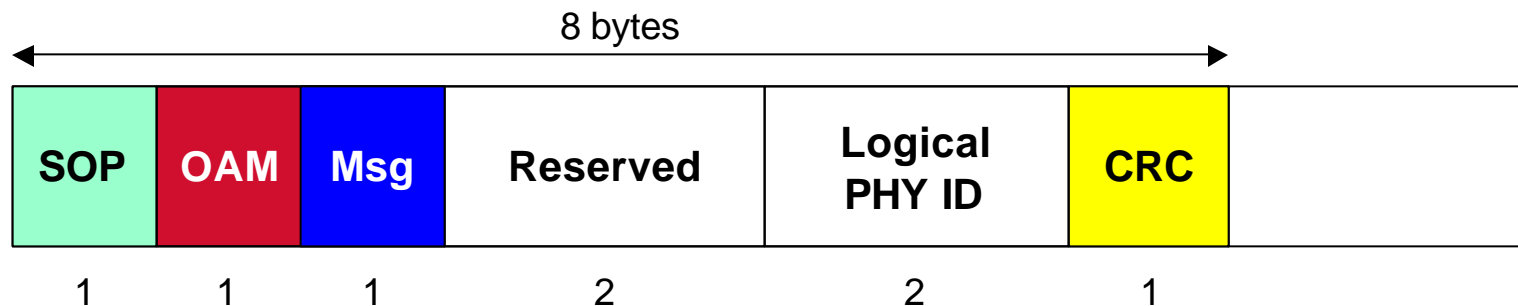 8 bytes
SOP OAM Msg Reserved Logical PHY ID CRC
1 1 1 2 2 1